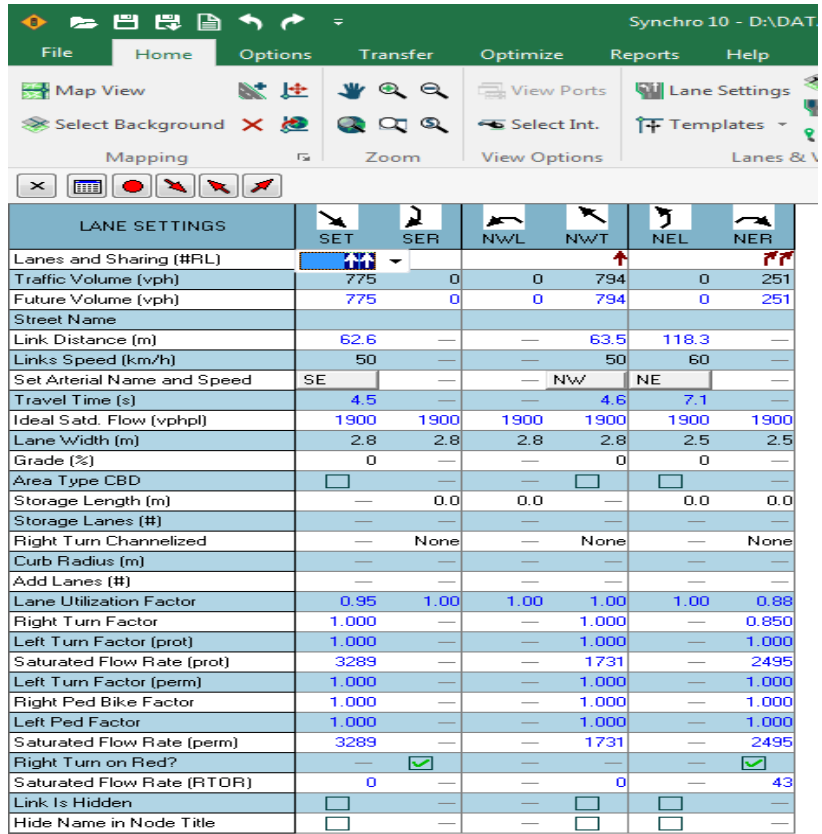 Synchro 10 - D:\DAT
File Home Options Transfer Optimize Reports Help
Map View View Ports Lane Settings
Select Background Select Int. Templates
Mapping Zoom View Options Lanes &
LANE SETTINGS SET SER NWL NWT NEL NER
Lanes and Sharing (#RL)
Traffic Volume (vph) 775 0 0 794 0 251
Future Volume (vph) 775 0 0 794 0 251
Street Name
Link Distance (m) 62.6 — — 63.5 118.3 —
Links Speed (km/h) 50 — — 50 60 —
Set Arterial Name and Speed SE — — NW NE —
Travel Time (s) 4.5 — — 4.6 7.1 —
Ideal Satd. Flow (vphpl) 1900 1900 1900 1900 1900 1900
Lane Width (m) 2.8 2.8 2.8 2.8 2.5 2.5
Grade (%) 0 — — 0 0 —
Area Type CBD — — —
Storage Length (m) — 0.0 0.0 — 0.0 0.0
Storage Lanes (#) — — — — — —
Right Turn Channelized — None — None — None
Curb Radius (m) — — — — — —
Add Lanes (#) — — — — — —
Lane Utilization Factor 0.95 1.00 1.00 1.00 1.00 0.88
Right Turn Factor 1.000 — — 1.000 — 0.850
Left Turn Factor (prot) 1.000 — — 1.000 — 1.000
Saturated Flow Rate (prot) 3289 — — 1731 — 2495
Left Turn Factor (perm) 1.000 — — 1.000 — 1.000
Right Ped Bike Factor 1.000 — — 1.000 — 1.000
Left Ped Factor 1.000 — — 1.000 — 1.000
Saturated Flow Rate (perm) 3289 — — 1731 — 2495
Right Turn on Red? — — — —
Saturated Flow Rate (RTOR) 0 — — 0 — 43
Link Is Hidden — — —
Hide Name in Node Title — — —